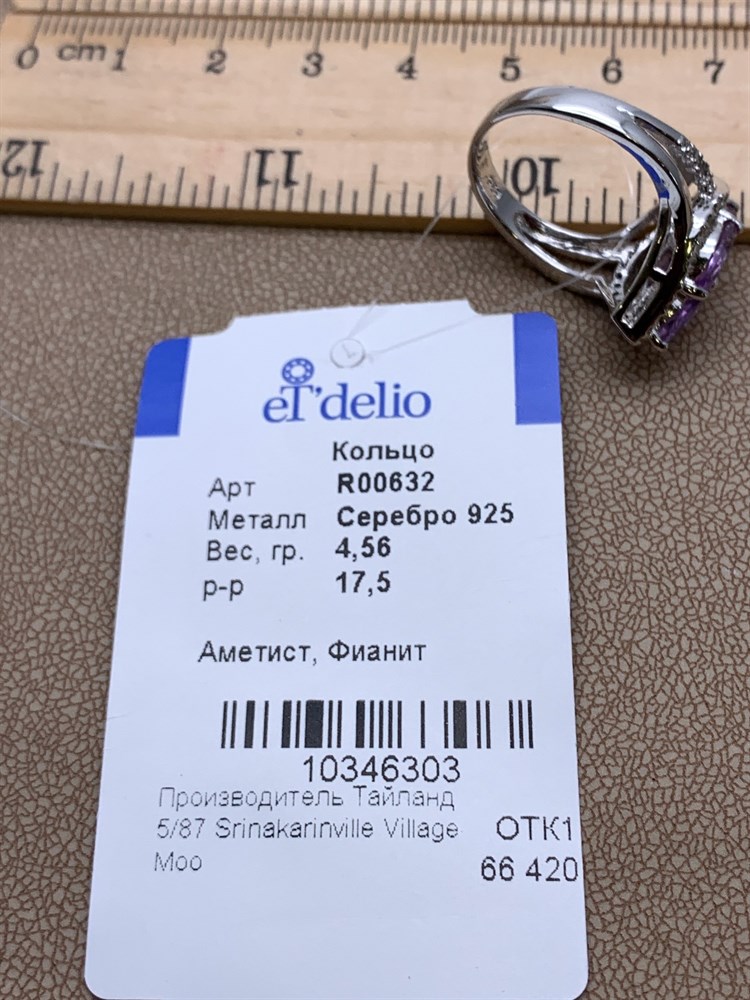 0 cm 1 2 3 4 5 6 7
12 11 10
eT'delio
Кольцо
Арт R00632
Металл Серебро 925
Вес, гр. 4,56
р-р 17,5
Аметист, Фианит
10346303
Производитель Тайланд
5/87 Srinakarinville Village ОТК1
Moo 66 420